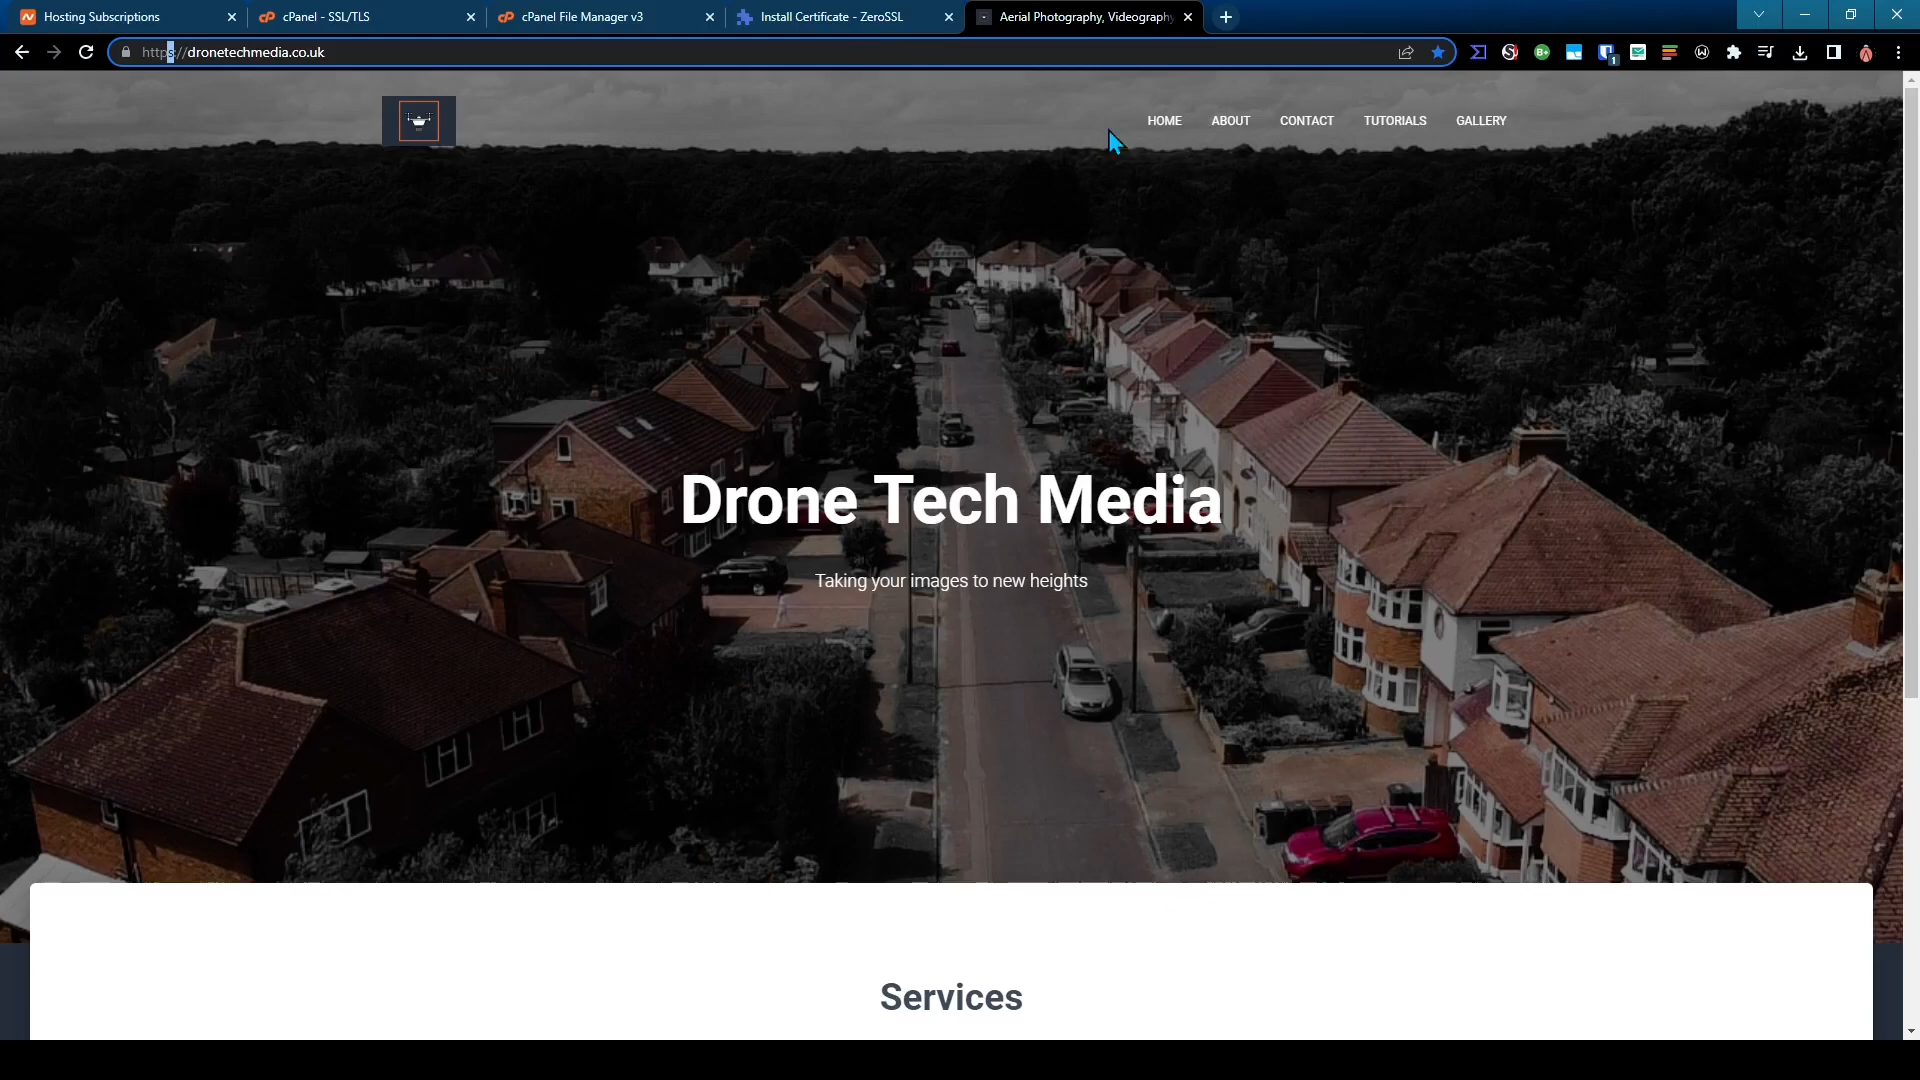 Hosting Subscriptions
cPanel - SSL/TLS
cPanel File Manager v3
Install Certificate - ZeroSSL
Aerial Photography, Videography
https://dronetechmedia.co.uk
1
HOME
ABOUT
CONTACT
TUTORIALS
GALLERY
Drone Tech Media
Taking your images to new heights
Services